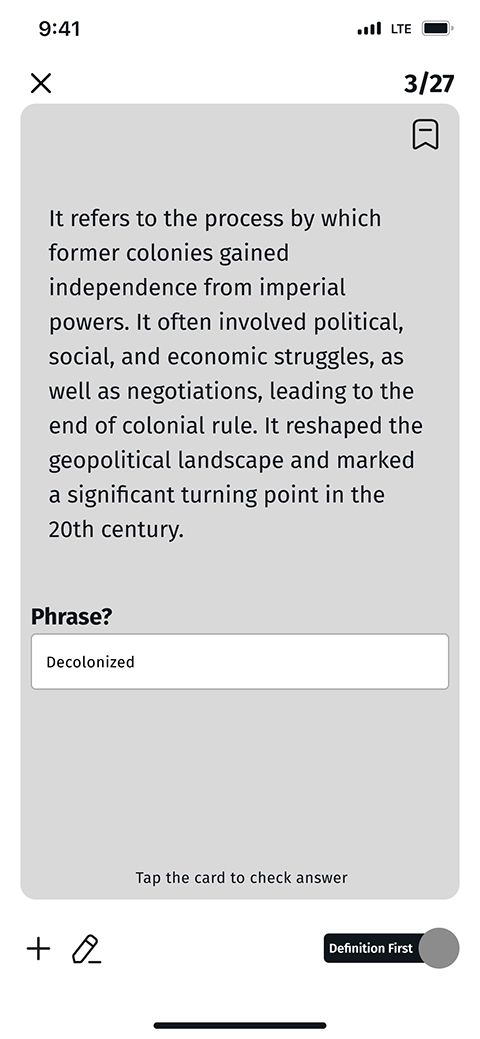 9:41 LTE
3/27
It refers to the process by which
former colonies gained
independence from imperial
powers. It often involved political,
social, and economic struggles, as
well as negotiations, leading to the
end of colonial rule. It reshaped the
geopolitical landscape and marked
a significant turning point in the
20th century.
Phrase?
Decolonized
Tap the card to check answer
Definition First